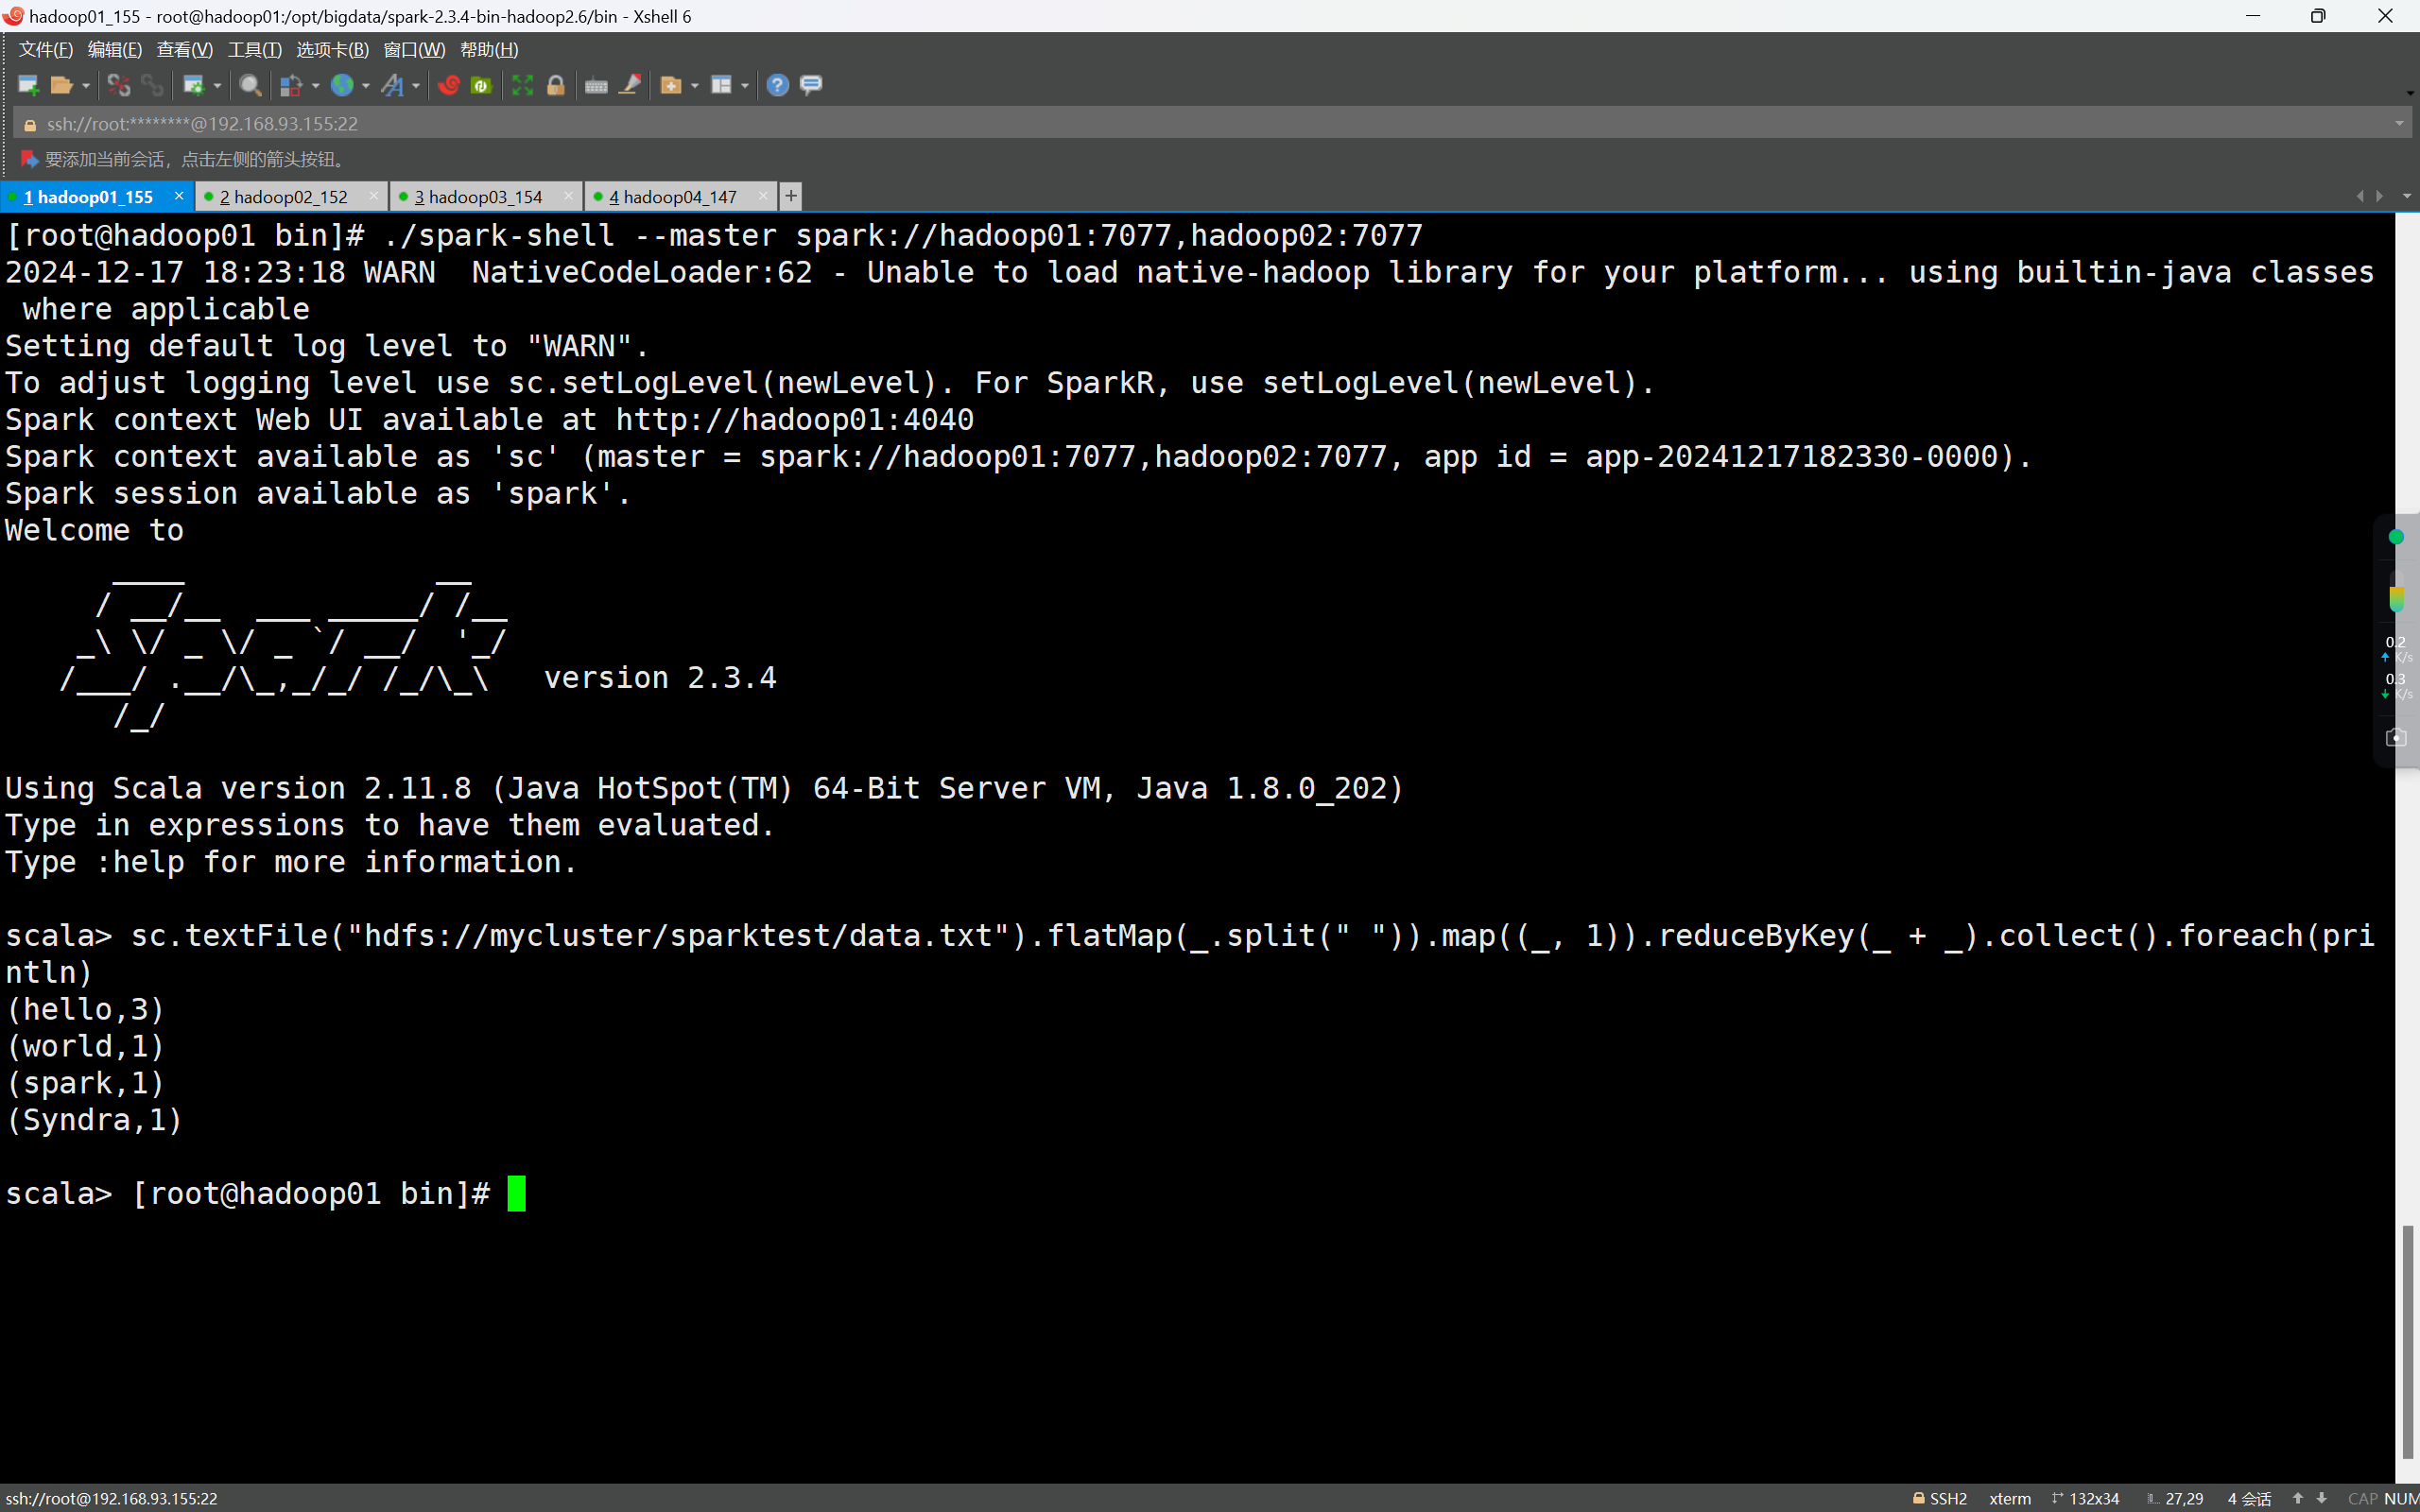 hadoop01_155 - root@hadoop01:/opt/bigdata/spark-2.3.4-bin-hadoop2.6/bin - Xshell 6
文件(F) 编辑(E) 查看(V) 工具(T) 选项卡(B) 窗口(W) 帮助(H)
ssh://root:********@192.168.93.155:22
要添加当前会话，点击左侧的箭头按钮。
1 hadoop01_155 2 hadoop02_152 3 hadoop03_154 4 hadoop04_147
[root@hadoop01 bin]# ./spark-shell --master spark://hadoop01:7077,hadoop02:7077
2024-12-17 18:23:18 WARN  NativeCodeLoader:62 - Unable to load native-hadoop library for your platform... using builtin-java classes
 where applicable
Setting default log level to "WARN".
To adjust logging level use sc.setLogLevel(newLevel). For SparkR, use setLogLevel(newLevel).
Spark context Web UI available at http://hadoop01:4040
Spark context available as 'sc' (master = spark://hadoop01:7077,hadoop02:7077, app id = app-20241217182330-0000).
Spark session available as 'spark'.
Welcome to
      ____              __
     / __/__  ___ _____/ /__
    _\ \/ _ \/ _ `/ __/  '_/
   /___/ .__/\_,_/_/ /_/\_\   version 2.3.4
      /_/
Using Scala version 2.11.8 (Java HotSpot(TM) 64-Bit Server VM, Java 1.8.0_202)
Type in expressions to have them evaluated.
Type :help for more information.
scala> sc.textFile("hdfs://mycluster/sparktest/data.txt").flatMap(_.split(" ")).map((_, 1)).reduceByKey(_ + _).collect().foreach(pri
ntln)
(hello,3)
(world,1)
(spark,1)
(Syndra,1)
scala> [root@hadoop01 bin]#
0.2
K/s
0.3
K/s
ssh://root@192.168.93.155:22 SSH2 xterm 132x34 27,29 4 会话 CAP NUM